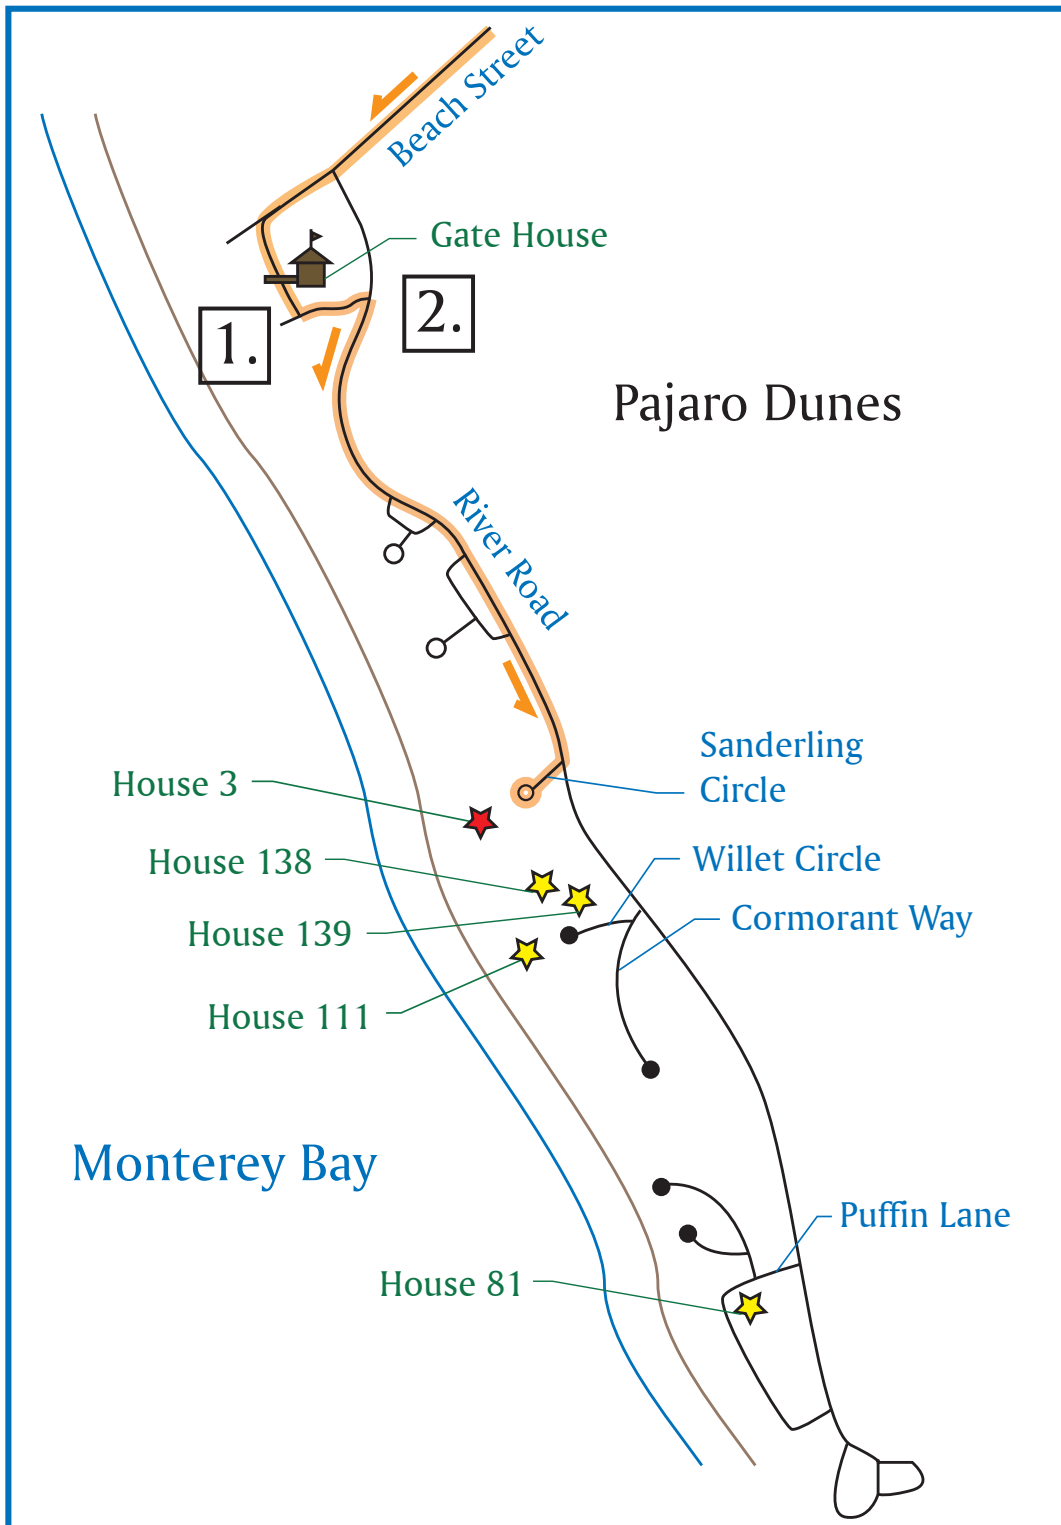 Beach Street
Gate House
1.
2.
Pajaro Dunes
River Road
Sanderling
Circle
House 3
House 138
Willet Circle
Cormorant Way
House 139
House 111
Monterey Bay
Puffin Lane
House 81